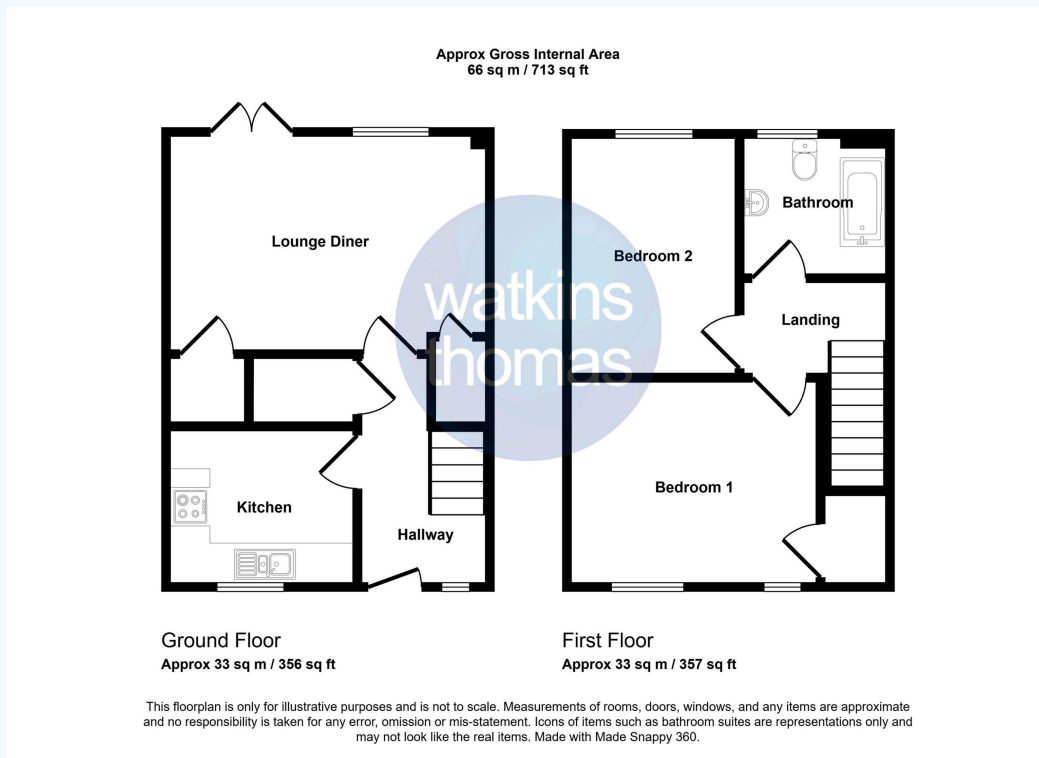 Approx Gross Internal Area
66 sq m / 713 sq ft
Lounge Diner
Kitchen
Hallway
Bedroom 2
Bathroom
Landing
Bedroom 1
watkins
thomas
Ground Floor
Approx 33 sq m / 356 sq ft
First Floor
Approx 33 sq m / 357 sq ft
This floorplan is only for illustrative purposes and is not to scale. Measurements of rooms, doors, windows, and any items are approximate
and no responsibility is taken for any error, omission or mis-statement. Icons of items such as bathroom suites are representations only and
may not look like the real items. Made with Made Snappy 360.